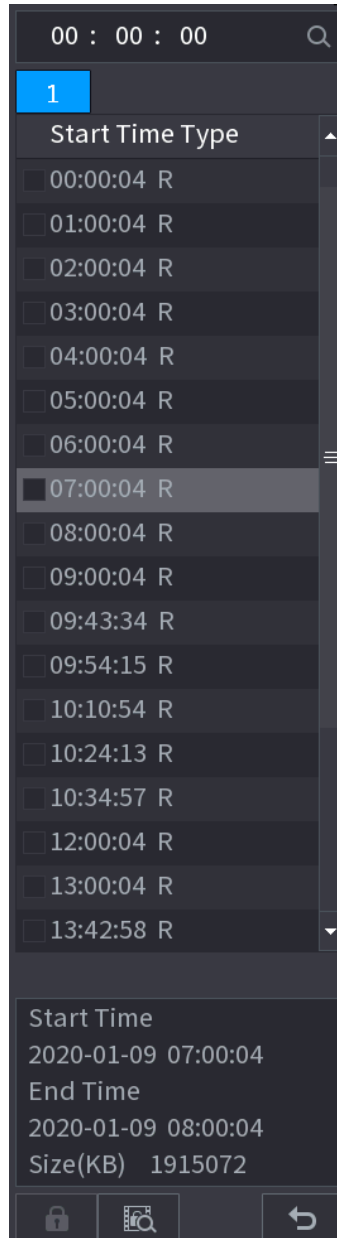 00 : 00 : 00
1
Start Time Type
00:00:04 R
01:00:04 R
02:00:04 R
03:00:04 R
04:00:04 R
05:00:04 R
06:00:04 R
07:00:04 R
08:00:04 R
09:00:04 R
09:43:34 R
09:54:15 R
10:10:54 R
10:24:13 R
10:34:57 R
12:00:04 R
13:00:04 R
13:42:58 R
Start Time
2020-01-09 07:00:04
End Time
2020-01-09 08:00:04
Size(KB) 1915072